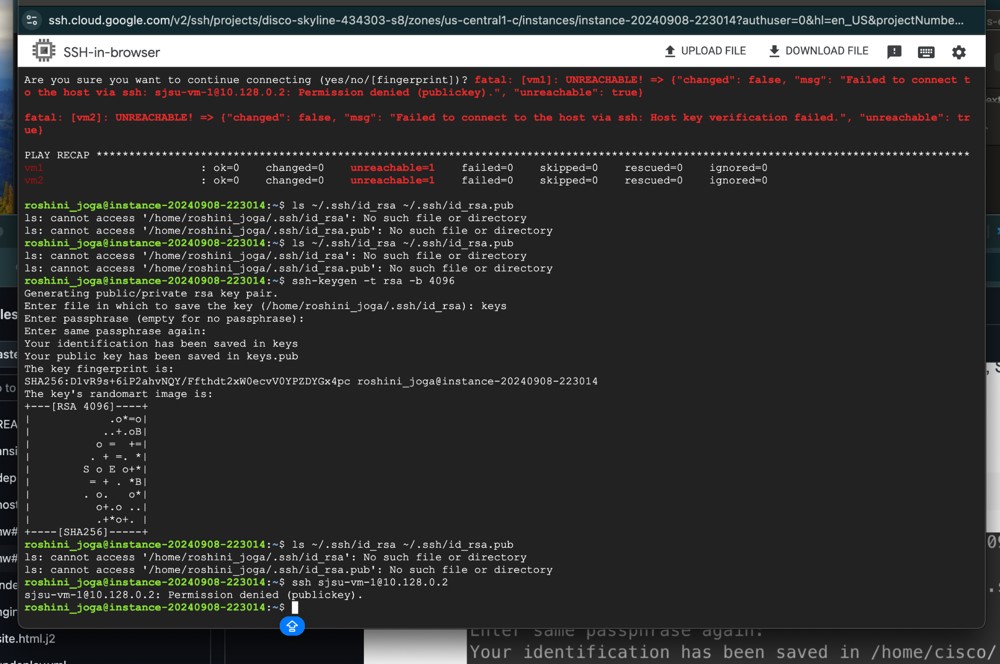 ssh.cloud.google.com/v2/ssh/projects/disco-skyline-434303-s8/zones/us-central1-c/instances/instance-20240908-223014?authuser=0&hl=en_US&projectNumbe...
SSH-in-browser
UPLOAD FILE
DOWNLOAD FILE
Are you sure you want to continue connecting (yes/no/[fingerprint])? fatal: [vm1]: UNREACHABLE! => {"changed": false, "msg": "Failed to connect t
o the host via ssh: sjsu-vm-1@10.128.0.2: Permission denied (publickey).", "unreachable": true}
fatal: [vm2]: UNREACHABLE! => {"changed": false, "msg": "Failed to connect to the host via ssh: Host key verification failed.", "unreachable": tr
ue}
PLAY RECAP **************************************************************************************************************************************
vm1                        : ok=0    changed=0    unreachable=1    failed=0    skipped=0    rescued=0    ignored=0
vm2                        : ok=0    changed=0    unreachable=1    failed=0    skipped=0    rescued=0    ignored=0
roshini_joga@instance-20240908-223014:~$ ls ~/.ssh/id_rsa ~/.ssh/id_rsa.pub
ls: cannot access '/home/roshini_joga/.ssh/id_rsa': No such file or directory
ls: cannot access '/home/roshini_joga/.ssh/id_rsa.pub': No such file or directory
roshini_joga@instance-20240908-223014:~$ ls ~/.ssh/id_rsa ~/.ssh/id_rsa.pub
ls: cannot access '/home/roshini_joga/.ssh/id_rsa': No such file or directory
ls: cannot access '/home/roshini_joga/.ssh/id_rsa.pub': No such file or directory
roshini_joga@instance-20240908-223014:~$ ssh-keygen -t rsa -b 4096
Generating public/private rsa key pair.
Enter file in which to save the key (/home/roshini_joga/.ssh/id_rsa): keys
Enter passphrase (empty for no passphrase):
Enter same passphrase again:
Your identification has been saved in keys
Your public key has been saved in keys.pub
The key fingerprint is:
SHA256:D1vR9s+6iP2ahvNQY/Ffthdt2xW0ecvV0YPZDYGx4pc roshini_joga@instance-20240908-223014
The key's randomart image is:
+---[RSA 4096]----+
|            .o*=o|
|           ..+.oB|
|          o =  +=|
|         . + =. *|
|        S o E o+*|
|         = + . *B|
|        . o.   o*|
|          o+.o ..|
|          .+*o+. |
+----[SHA256]-----+
roshini_joga@instance-20240908-223014:~$ ls ~/.ssh/id_rsa ~/.ssh/id_rsa.pub
ls: cannot access '/home/roshini_joga/.ssh/id_rsa': No such file or directory
ls: cannot access '/home/roshini_joga/.ssh/id_rsa.pub': No such file or directory
roshini_joga@instance-20240908-223014:~$ ssh sjsu-vm-1@10.128.0.2
sjsu-vm-1@10.128.0.2: Permission denied (publickey).
roshini_joga@instance-20240908-223014:~$
site.html.j2
Enter same passphrase again:
Your identification has been saved in /home/cisco/